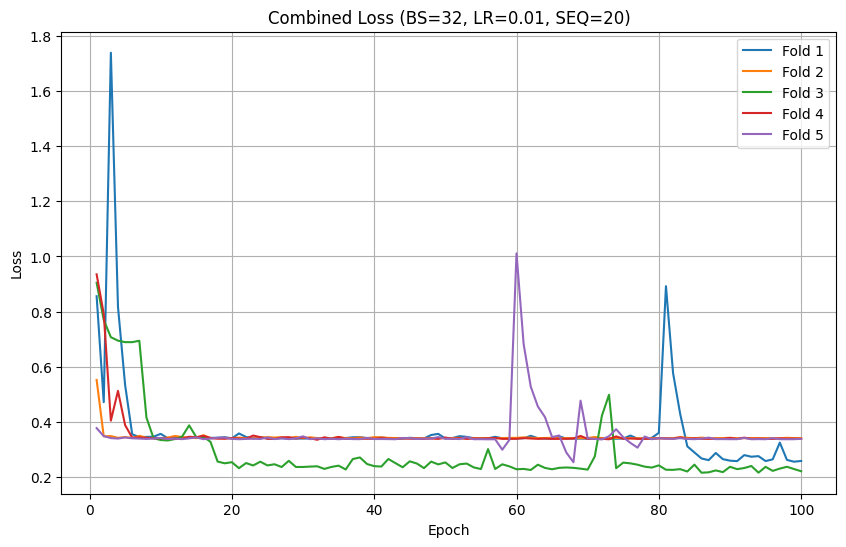 Combined Loss (BS=32, LR=0.01, SEQ=20)
1.8
1.6
1.4
1.2
1.0
0.8
0.6
0.4
0.2
Loss
0 20 40 60 80 100
Epoch
Fold 1
Fold 2
Fold 3
Fold 4
Fold 5